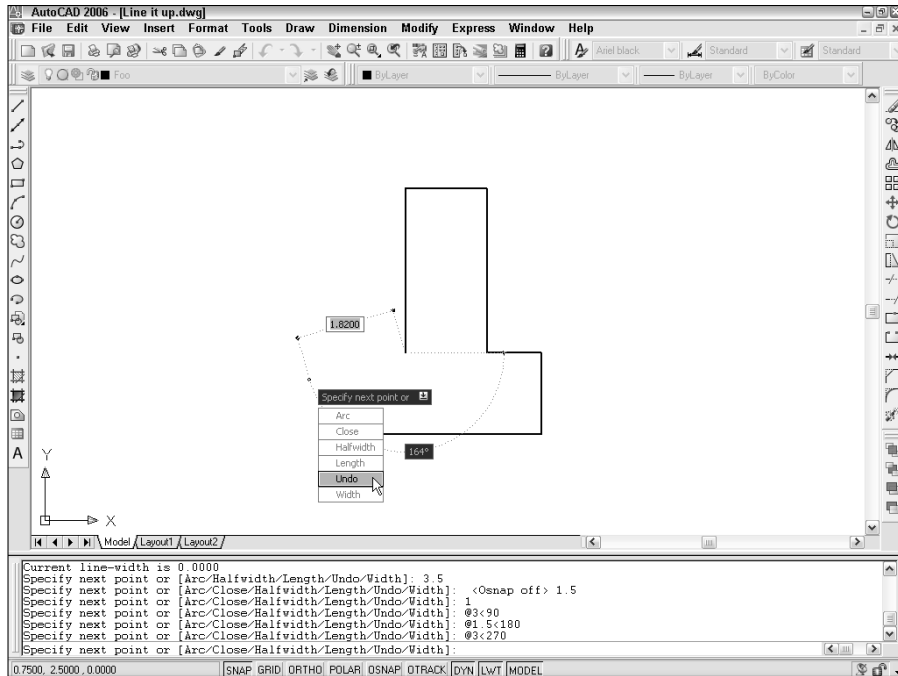 AutoCAD 2006 - [Line it up.dwg]
File Edit View Insert Format Tools Draw Dimension Modify Express Window Help
Ariel black Standard Standard
Foo ByLayer ByLayer ByLayer ByColor
1.8200
Specify next point or
Arc
Close
Halfwidth
164°
Length
Undo
Width
A
Y
X
Model Layout1 Layout2
Current line-width is 0.0000
Specify next point or [Arc/Halfwidth/Length/Undo/Width]: 3.5
Specify next point or [Arc/Close/Halfwidth/Length/Undo/Width]: <Osnap off> 1.5
Specify next point or [Arc/Close/Halfwidth/Length/Undo/Width]: 1
Specify next point or [Arc/Close/Halfwidth/Length/Undo/Width]: @3<90
Specify next point or [Arc/Close/Halfwidth/Length/Undo/Width]: @1.5<180
Specify next point or [Arc/Close/Halfwidth/Length/Undo/Width]: @3<270
Specify next point or [Arc/Close/Halfwidth/Length/Undo/Width]:
0.7500, 2.5000 , 0.0000 SNAP GRID ORTHO POLAR OSNAP OTRACK DYN LWT MODEL